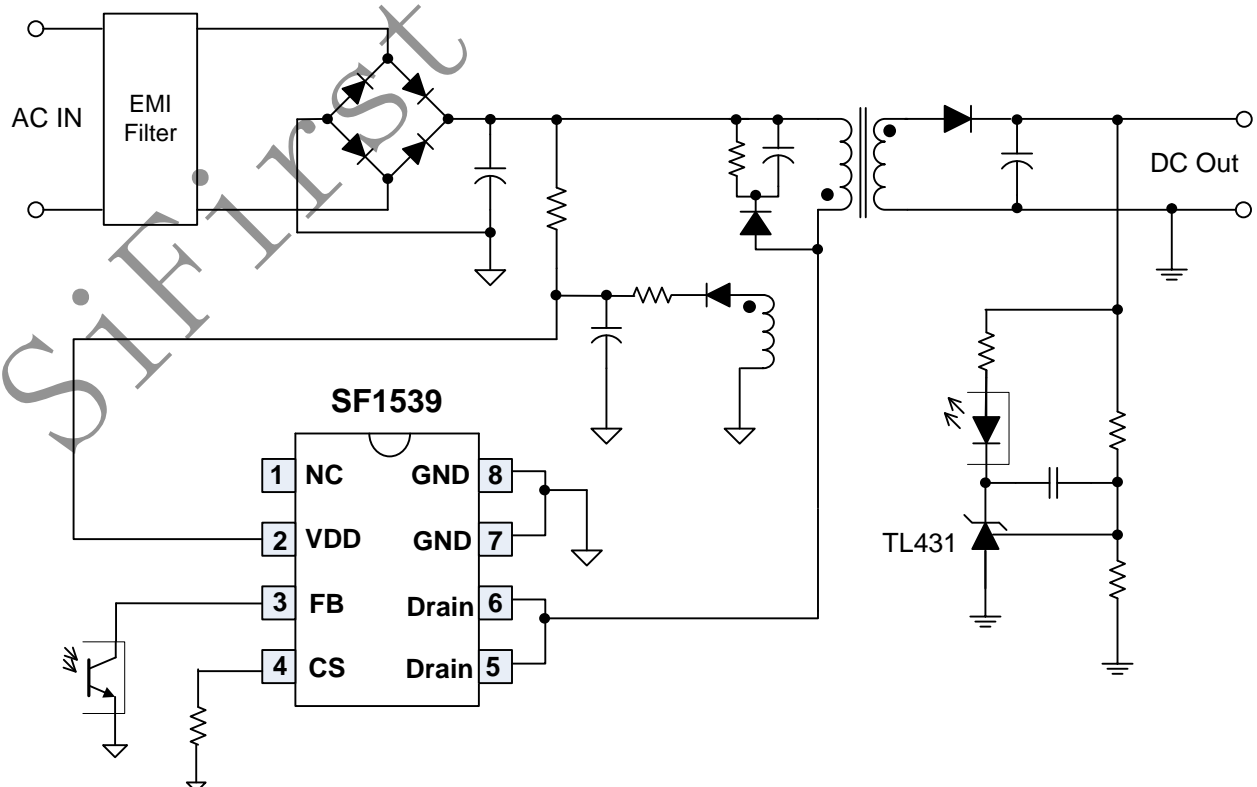 AC IN
EMI
Filter
DC Out
SiFirst
SF1539
1 NC GND 8
2 VDD GND 7
3 FB Drain 6
4 CS Drain 5
TL431